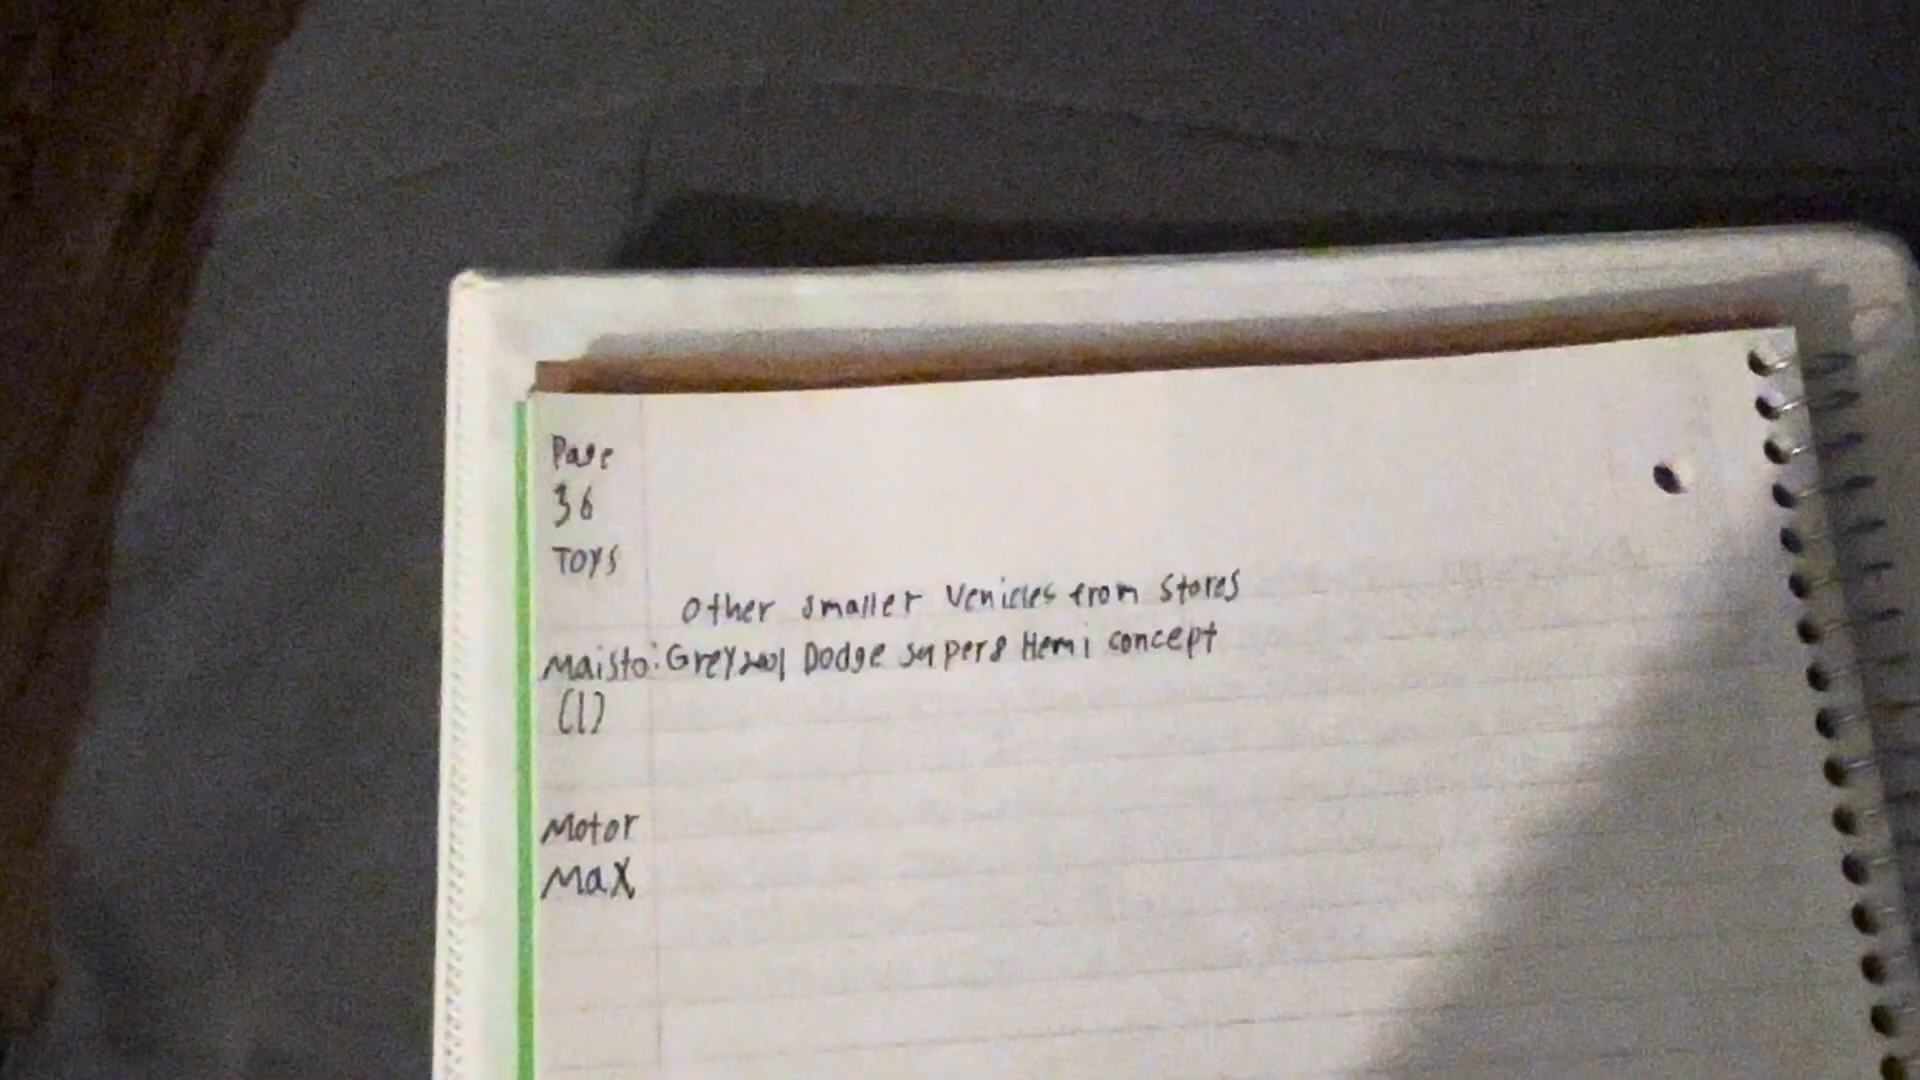 Page
36
TOYS
Other smaller Vehicles from Stores
Maisto: Grey 2001 Dodge super8 Hemi concept
(1)
Motor
Max